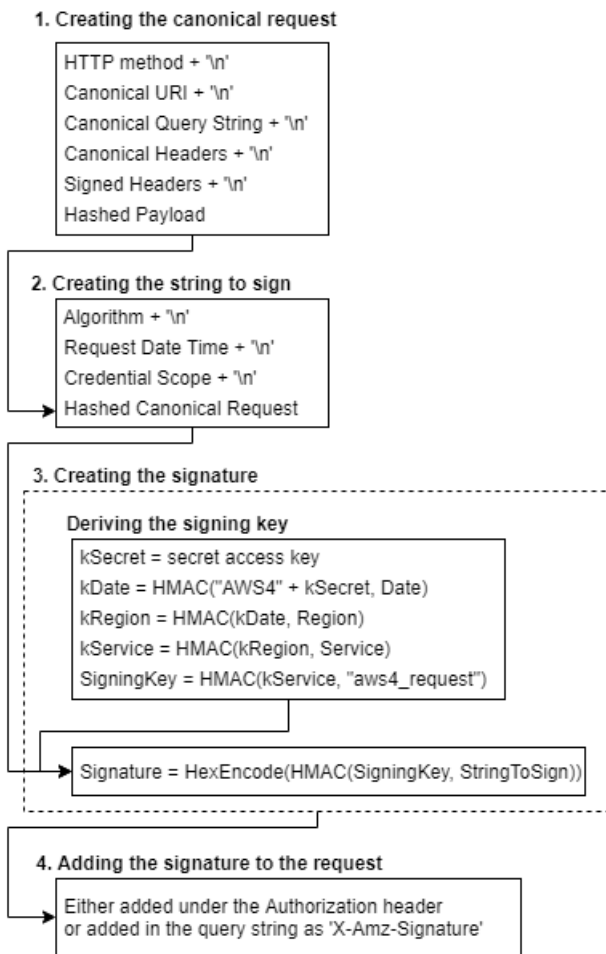 1. Creating the canonical request
HTTP method + '\n'
Canonical URI + '\n'
Canonical Query String + '\n'
Canonical Headers + '\n'
Signed Headers + '\n'
Hashed Payload
2. Creating the string to sign
Algorithm + '\n'
Request Date Time + '\n'
Credential Scope + '\n'
Hashed Canonical Request
3. Creating the signature
Deriving the signing key
kSecret = secret access key
kDate = HMAC("AWS4" + kSecret, Date)
kRegion = HMAC(kDate, Region)
kService = HMAC(kRegion, Service)
SigningKey = HMAC(kService, "aws4_request")
Signature = HexEncode(HMAC(SigningKey, StringToSign))
4. Adding the signature to the request
Either added under the Authorization header
or added in the query string as 'X-Amz-Signature'